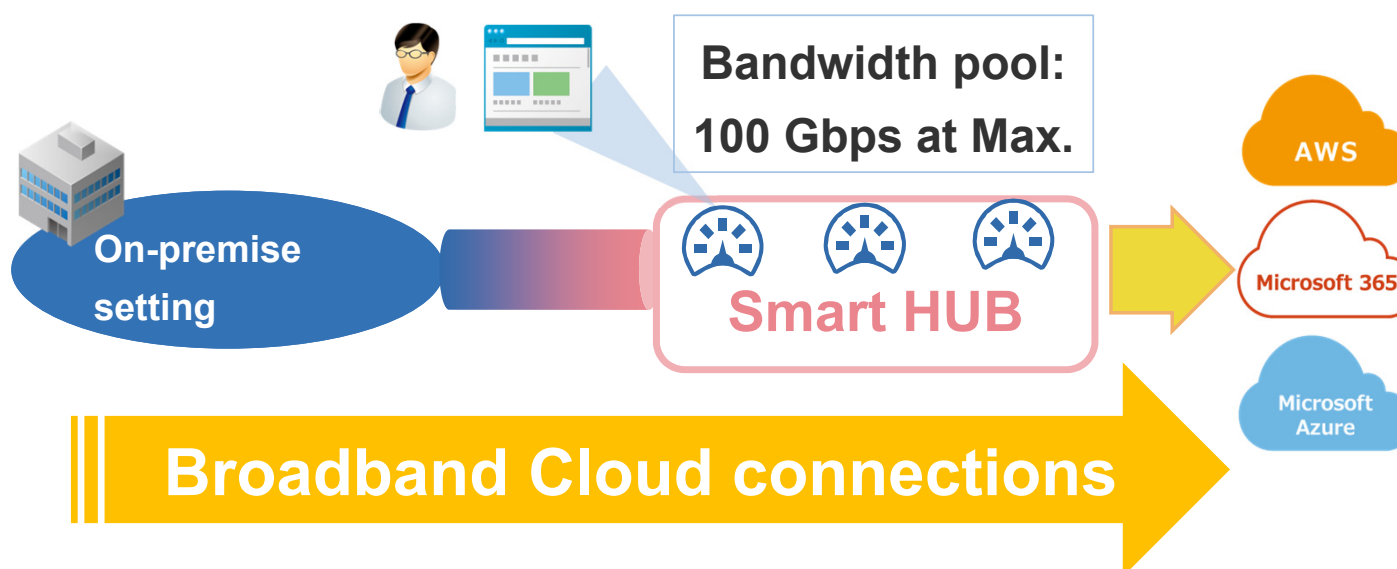 Bandwidth pool:
100 Gbps at Max.
On-premise
setting
Smart HUB
AWS
Microsoft 365
Microsoft
Azure
Broadband Cloud connections